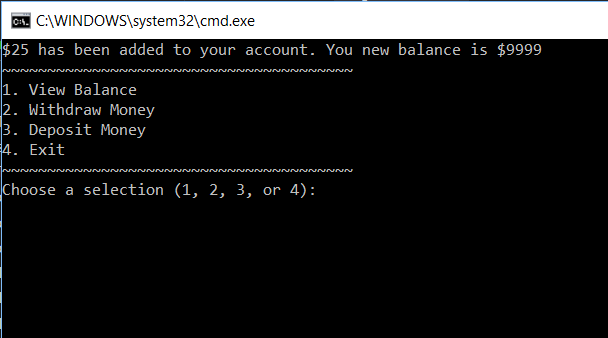 C:\WINDOWS\system32\cmd.exe
$25 has been added to your account. You new balance is $9999
~~~~~~~~~~~~~~~~~~~~~~~~~~~~~~~~~~~~~~~
1. View Balance
2. Withdraw Money
3. Deposit Money
4. Exit
~~~~~~~~~~~~~~~~~~~~~~~~~~~~~~~~~~~~~~~
Choose a selection (1, 2, 3, or 4):